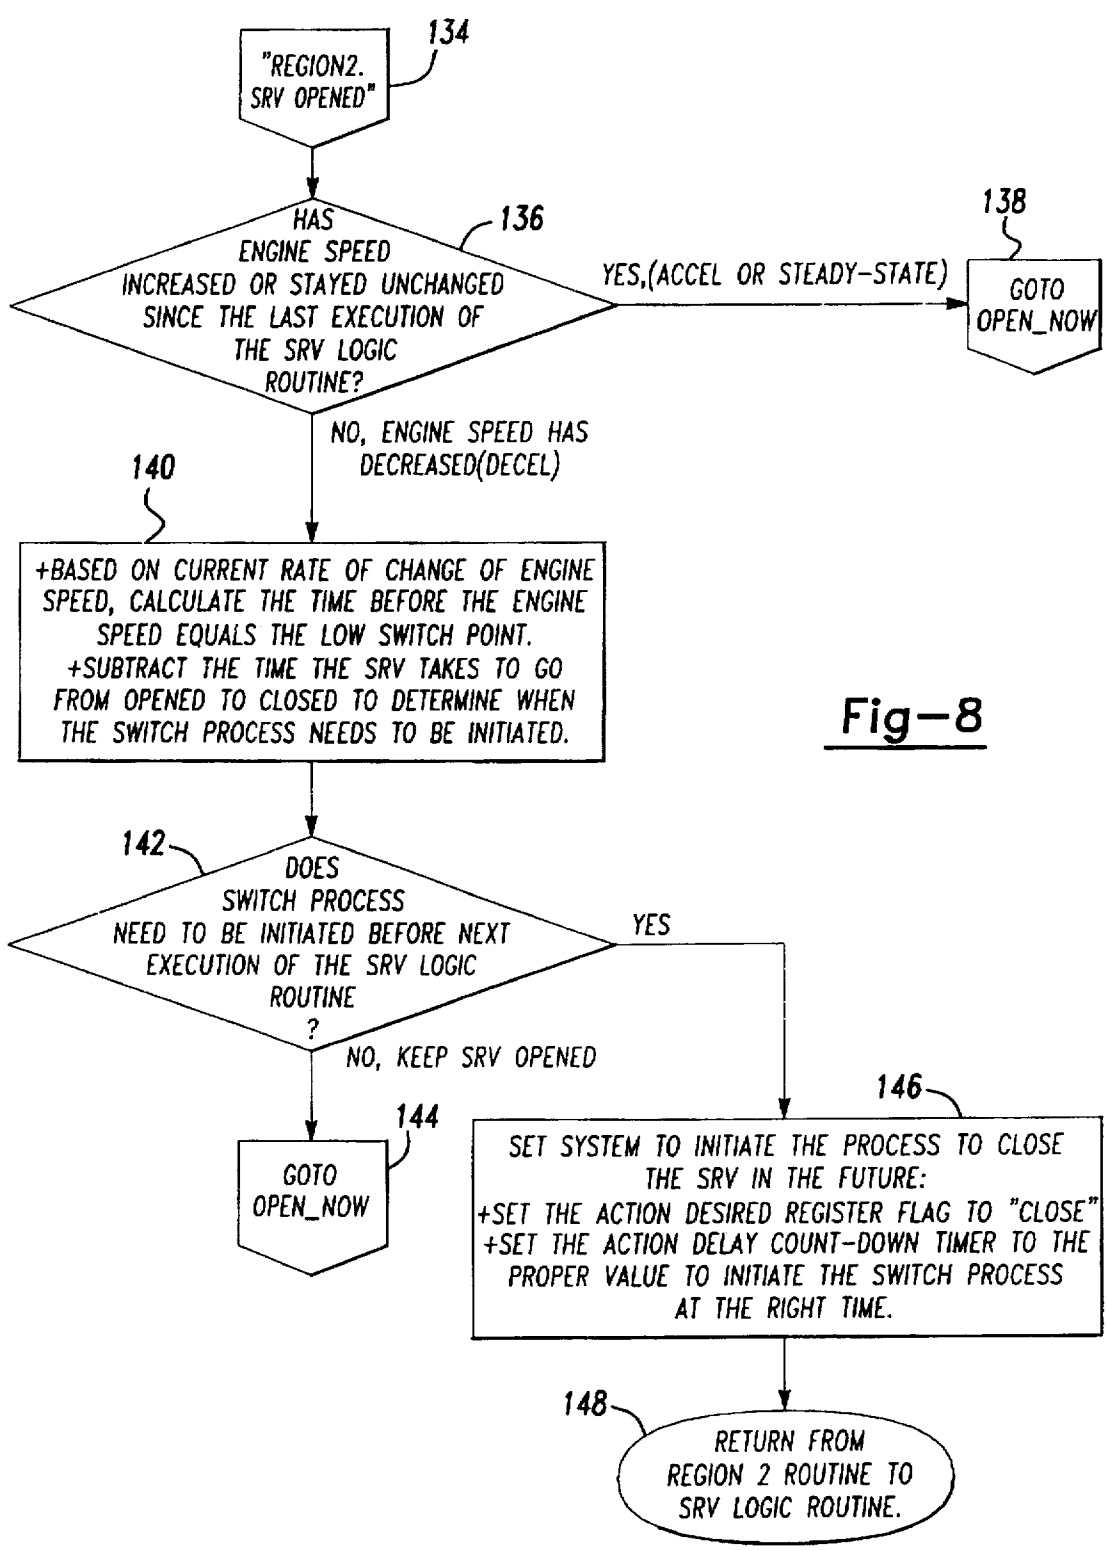 134
"REGION2.
SRV OPENED"
136
HAS
ENGINE SPEED
INCREASED OR STAYED UNCHANGED
SINCE THE LAST EXECUTION OF
THE SRV LOGIC
ROUTINE?
YES,(ACCEL OR STEADY-STATE)
138
GOTO
OPEN_NOW
NO, ENGINE SPEED HAS
DECREASED(DECEL)
140
+BASED ON CURRENT RATE OF CHANGE OF ENGINE
SPEED, CALCULATE THE TIME BEFORE THE ENGINE
SPEED EQUALS THE LOW SWITCH POINT.
+SUBTRACT THE TIME THE SRV TAKES TO GO
FROM OPENED TO CLOSED TO DETERMINE WHEN
THE SWITCH PROCESS NEEDS TO BE INITIATED.
Fig-8
142
DOES
SWITCH PROCESS
NEED TO BE INITIATED BEFORE NEXT
EXECUTION OF THE SRV LOGIC
ROUTINE
?
YES
NO, KEEP SRV OPENED
144
GOTO
OPEN_NOW
146
SET SYSTEM TO INITIATE THE PROCESS TO CLOSE
THE SRV IN THE FUTURE:
+SET THE ACTION DESIRED REGISTER FLAG TO "CLOSE"
+SET THE ACTION DELAY COUNT-DOWN TIMER TO THE
PROPER VALUE TO INITIATE THE SWITCH PROCESS
AT THE RIGHT TIME.
148
RETURN FROM
REGION 2 ROUTINE TO
SRV LOGIC ROUTINE.